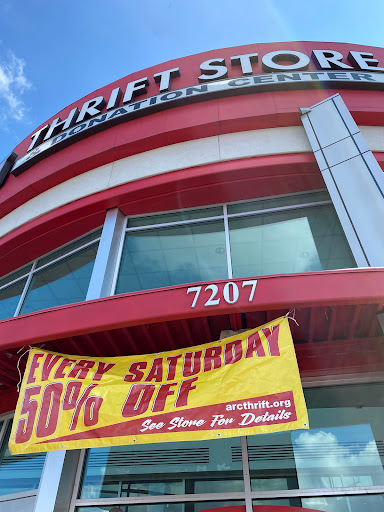 THRIFT STORE
& DONATION CENTER
7207
EVERY SATURDAY
50% OFF
arcthrift.org
See Store For Details